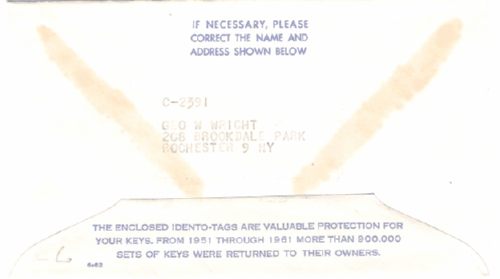 IF NECESSARY, PLEASE
CORRECT THE NAME AND
ADDRESS SHOWN BELOW
C-2591
GEO W WRIGHT
268 BROOKDALE PARK
ROCHESTER 9 NY
THE ENCLOSED IDENTO-TAGS ARE VALUABLE PROTECTION FOR
YOUR KEYS. FROM 1951 THROUGH 1961 MORE THAN 900,000
SETS OF KEYS WERE RETURNED TO THEIR OWNERS.